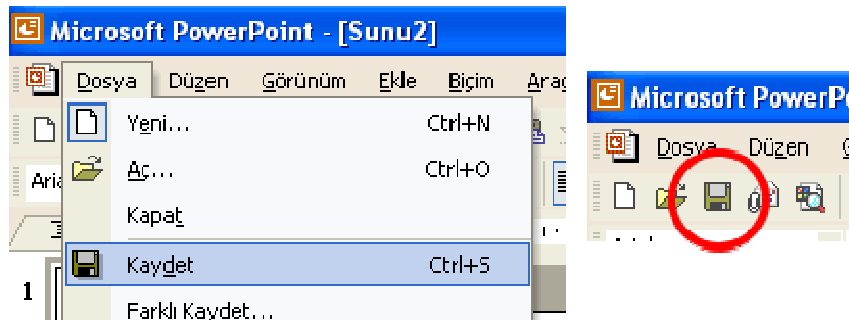 Microsoft PowerPoint - [Sunu2]
Dosya Düzen Görünüm Ekle Biçim
Yeni... Ctrl+N
Aç... Ctrl+O
Kapat
Kaydet Ctrl+S
Farklı Kaydet...
1
Microsoft PowerP
Dosya Düzen